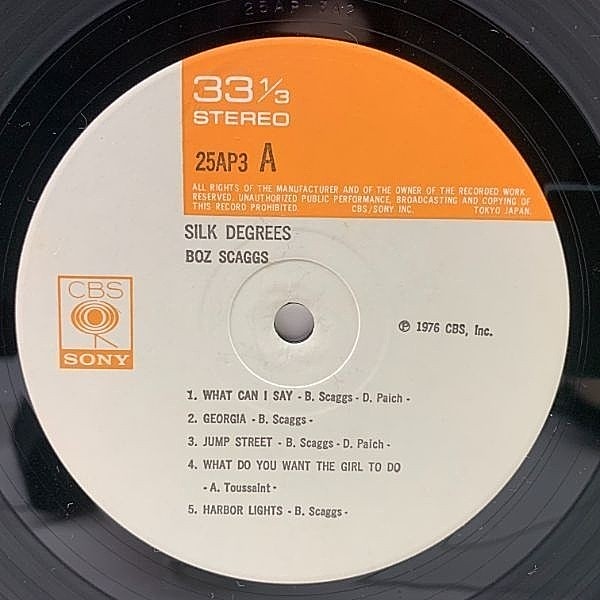 33 1/3
STEREO
25AP3 A
ALL RIGHTS OF THE MANUFACTURER AND OF THE OWNER OF THE RECORDED WORK
RESERVED. UNAUTHORIZED PUBLIC PERFORMANCE, BROADCASTING AND COPYING OF
THIS RECORD PROHIBITED. CBS/SONY INC. TOKYO JAPAN.
SILK DEGREES
BOZ SCAGGS
CBS
SONY
℗ 1976 CBS, Inc.
1. WHAT CAN I SAY - B. Scaggs - D. Paich -
2. GEORGIA - B. Scaggs -
3. JUMP STREET - B. Scaggs - D. Paich -
4. WHAT DO YOU WANT THE GIRL TO DO
- A. Toussaint -
5. HARBOR LIGHTS - B. Scaggs -